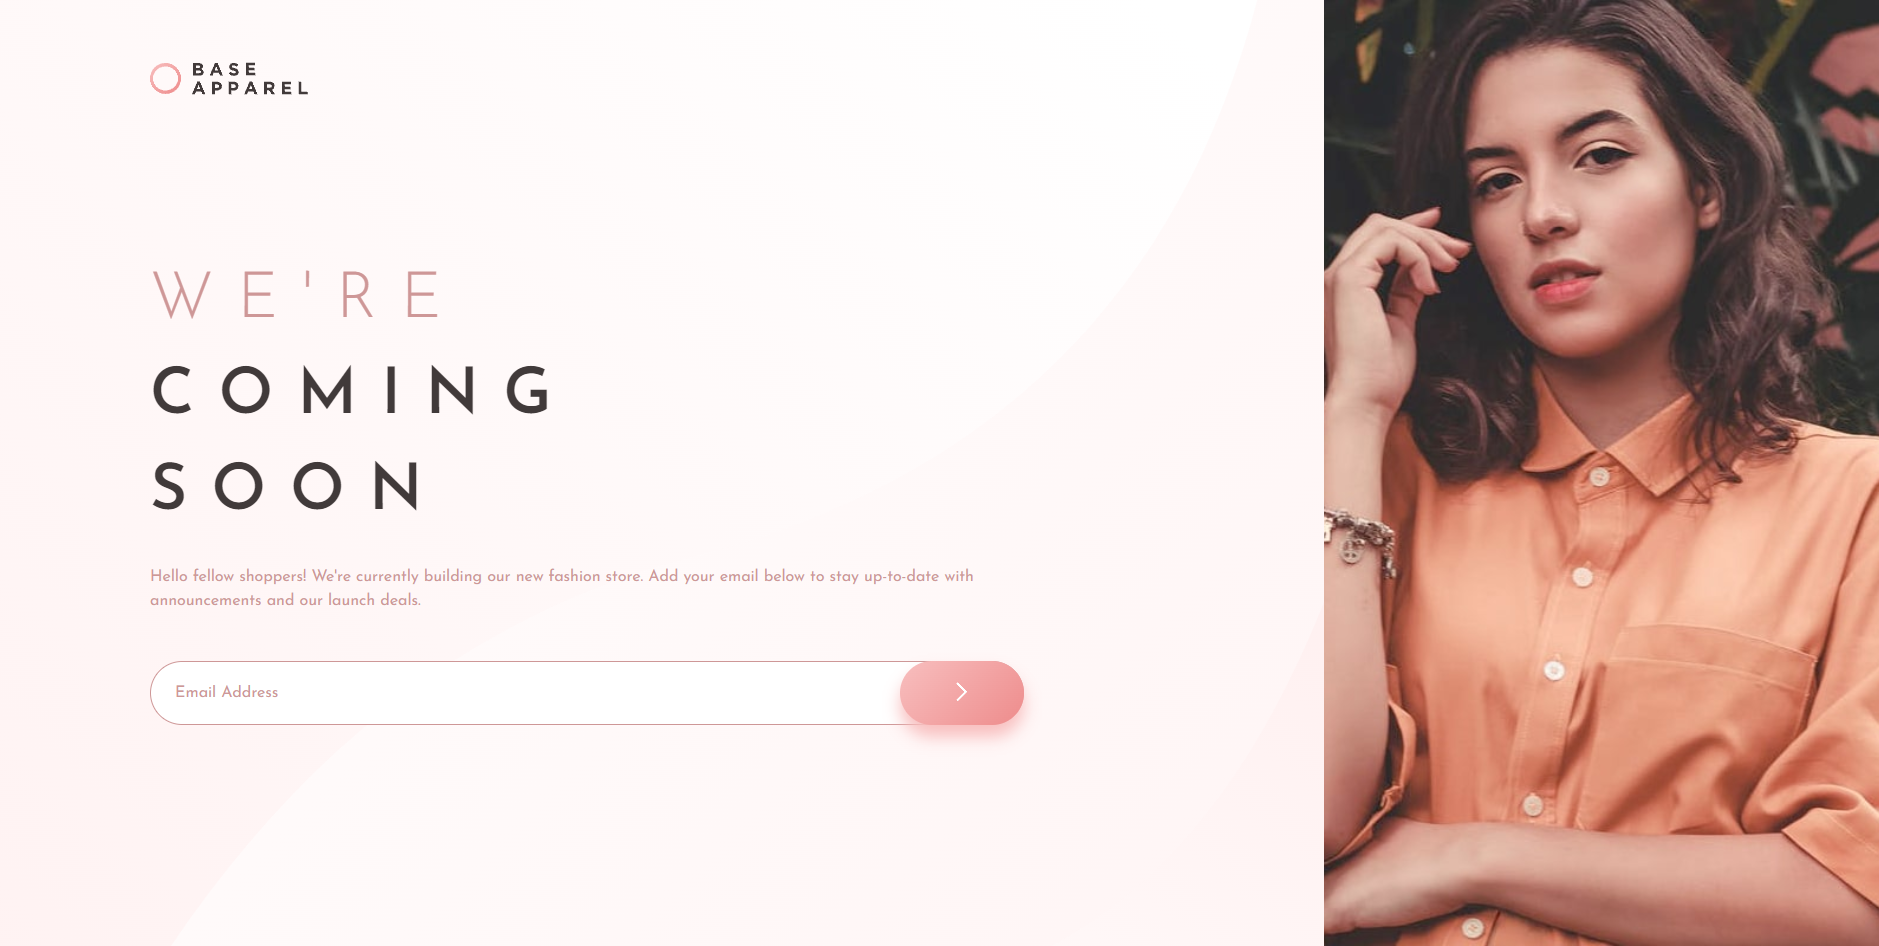 BASE
APPAREL
WE'RE
COMING
SOON
Hello fellow shoppers! We're currently building our new fashion store. Add your email below to stay up-to-date with
announcements and our launch deals.
Email Address